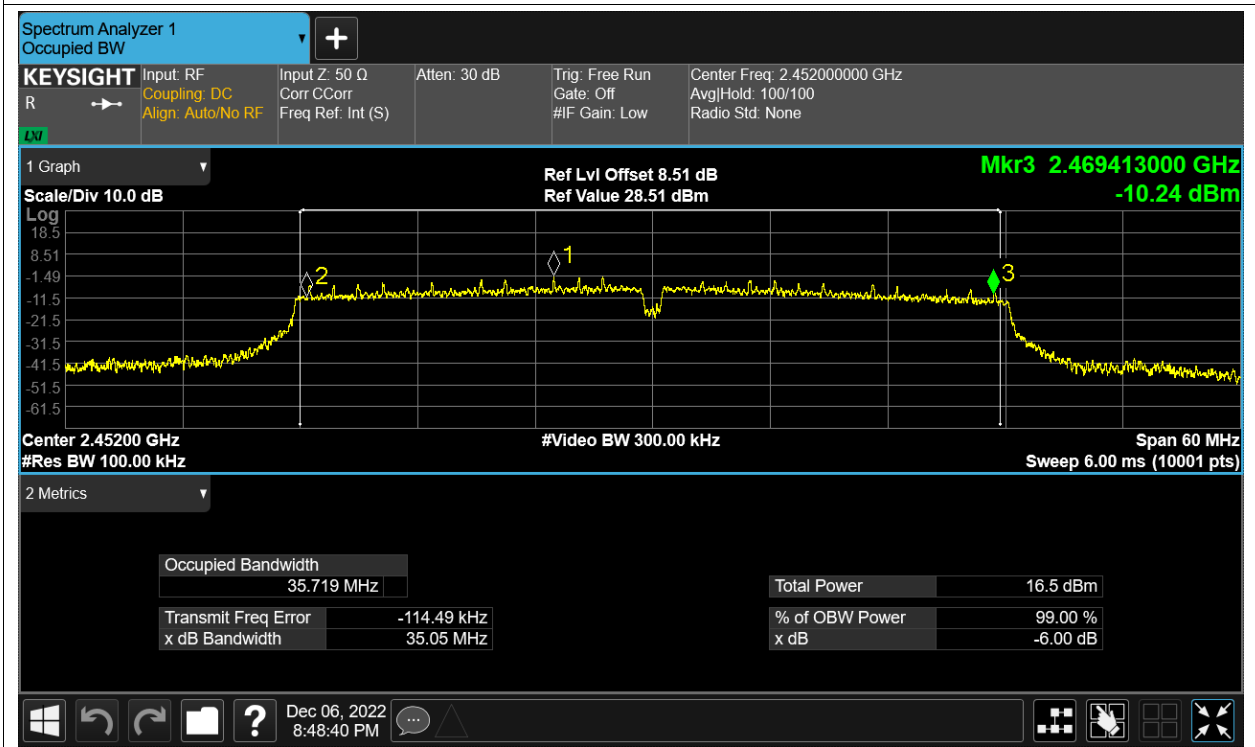 Spectrum Analyzer 1
Occupied BW
KEYSIGHT
R
LXI
Input: RF
Coupling: DC
Align: Auto/No RF
Input Z: 50 Ω
Corr CCorr
Freq Ref: Int (S)
Atten: 30 dB
Trig: Free Run
Gate: Off
#IF Gain: Low
Center Freq: 2.452000000 GHz
Avg|Hold: 100/100
Radio Std: None
1 Graph
Scale/Div 10.0 dB
Ref Lvl Offset 8.51 dB
Ref Value 28.51 dBm
Mkr3 2.469413000 GHz
-10.24 dBm
Log
18.5
8.51
-1.49
-11.5
-21.5
-31.5
-41.5
-51.5
-61.5
1
2
3
Center 2.45200 GHz
#Res BW 100.00 kHz
#Video BW 300.00 kHz
Span 60 MHz
Sweep 6.00 ms (10001 pts)
2 Metrics
Occupied Bandwidth
35.719 MHz
Transmit Freq Error -114.49 kHz
x dB Bandwidth 35.05 MHz
Total Power 16.5 dBm
% of OBW Power 99.00 %
x dB -6.00 dB
?
Dec 06, 2022
8:48:40 PM